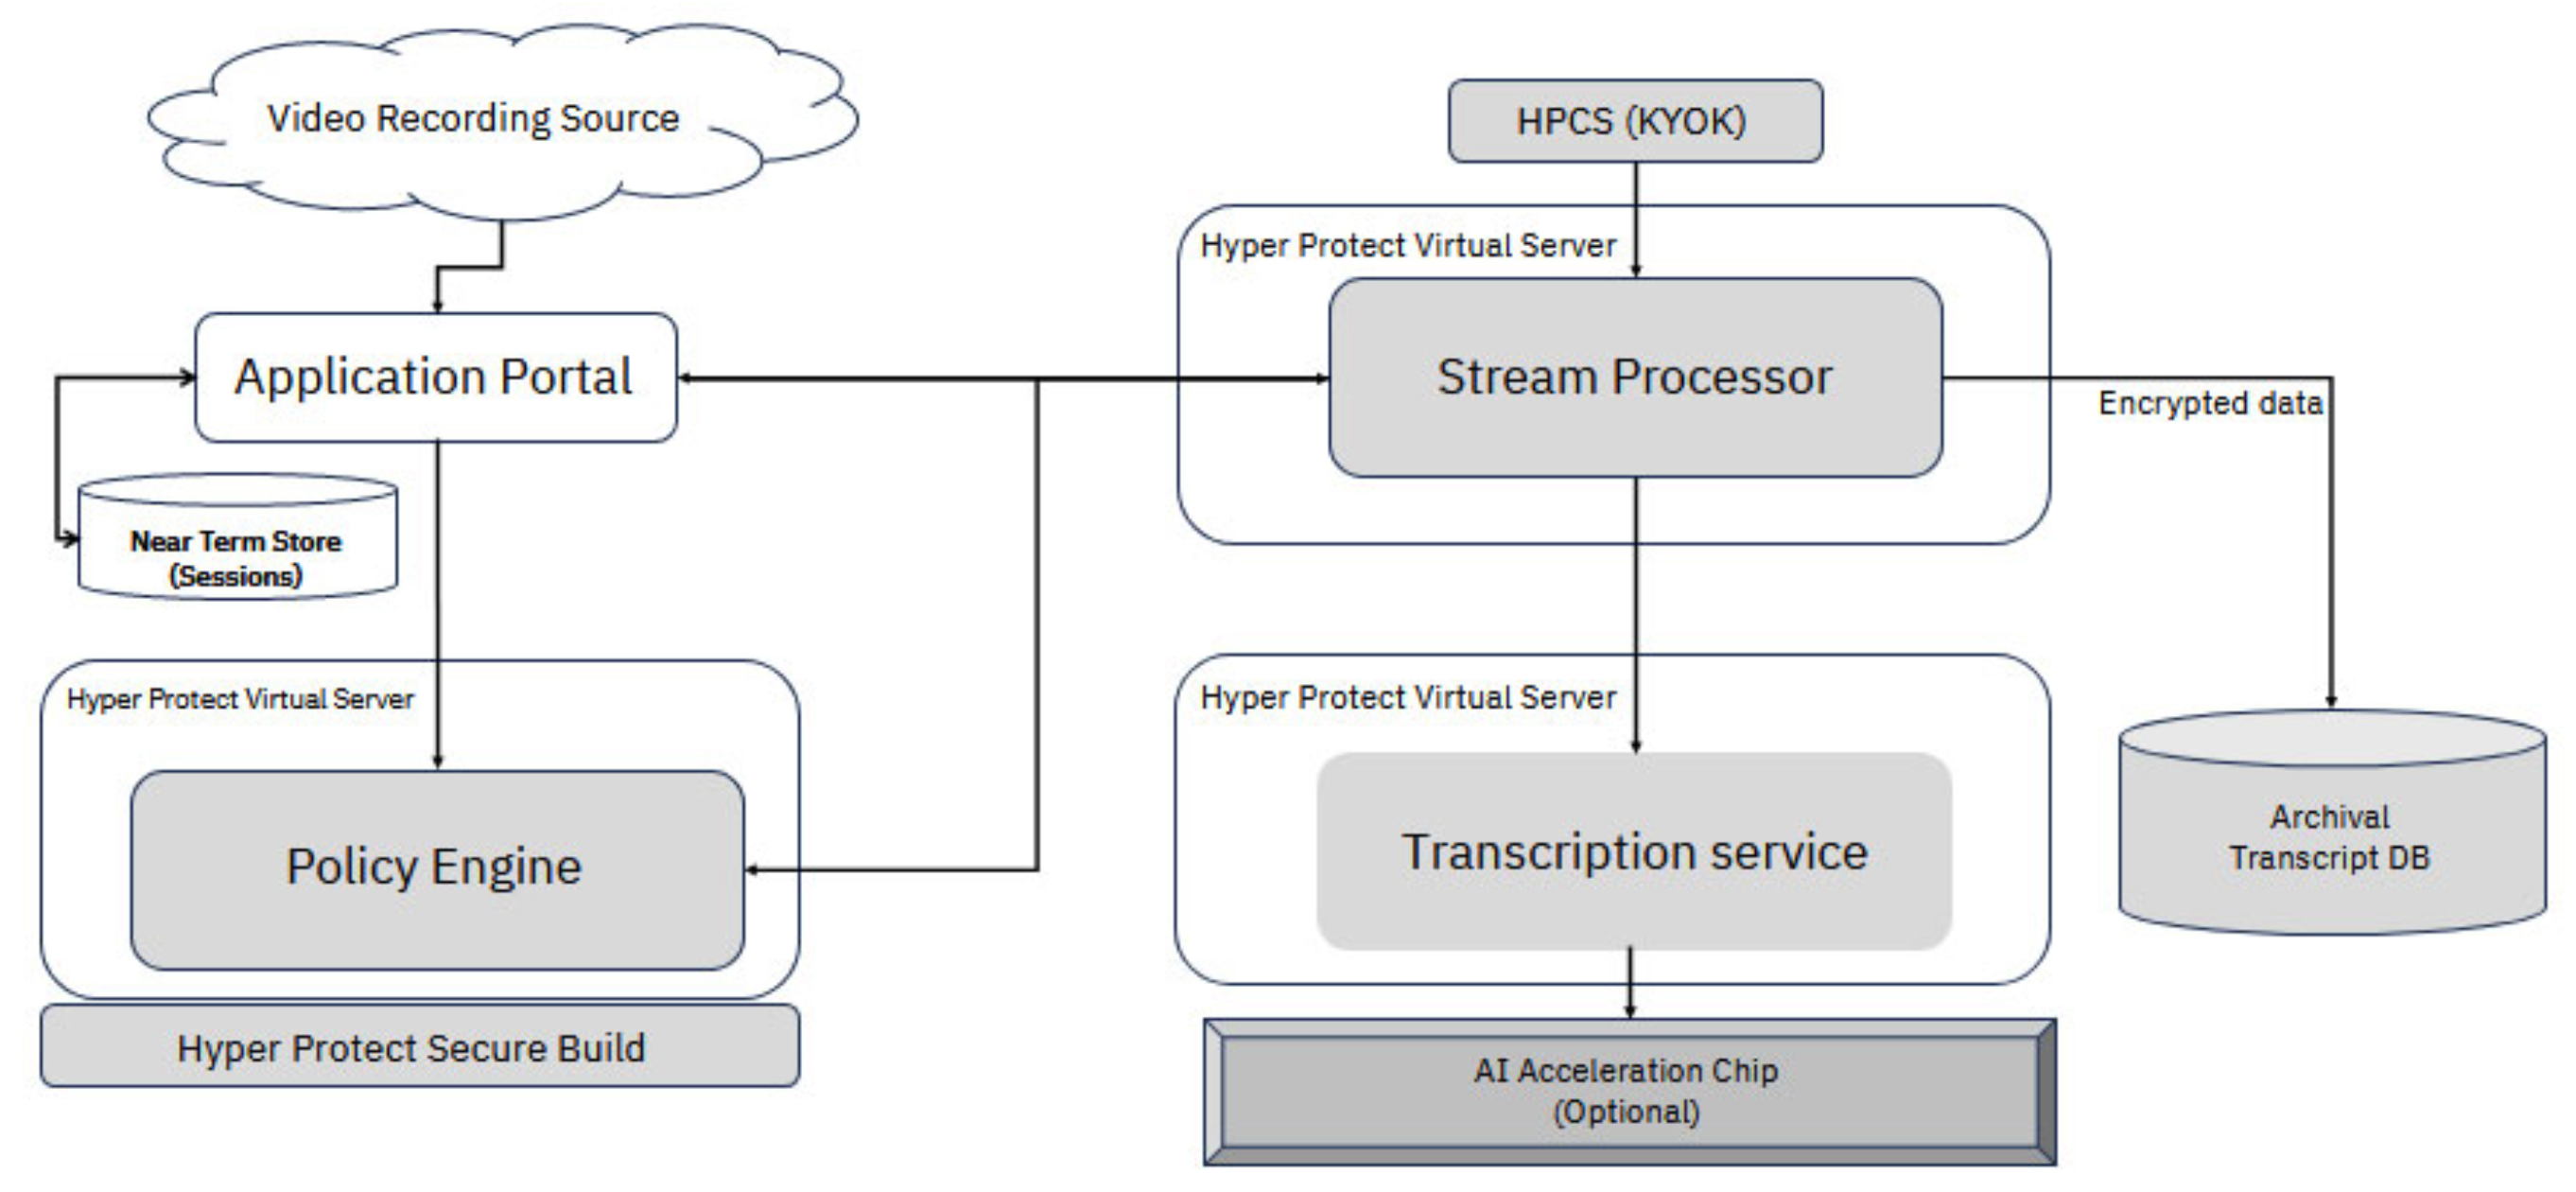 Video Recording Source
HPCS (KYOK)
Hyper Protect Virtual Server
Application Portal
Stream Processor
Encrypted data
Near Term Store
(Sessions)
Hyper Protect Virtual Server
Policy Engine
Hyper Protect Secure Build
Hyper Protect Virtual Server
Transcription service
AI Acceleration Chip
(Optional)
Archival
Transcript DB